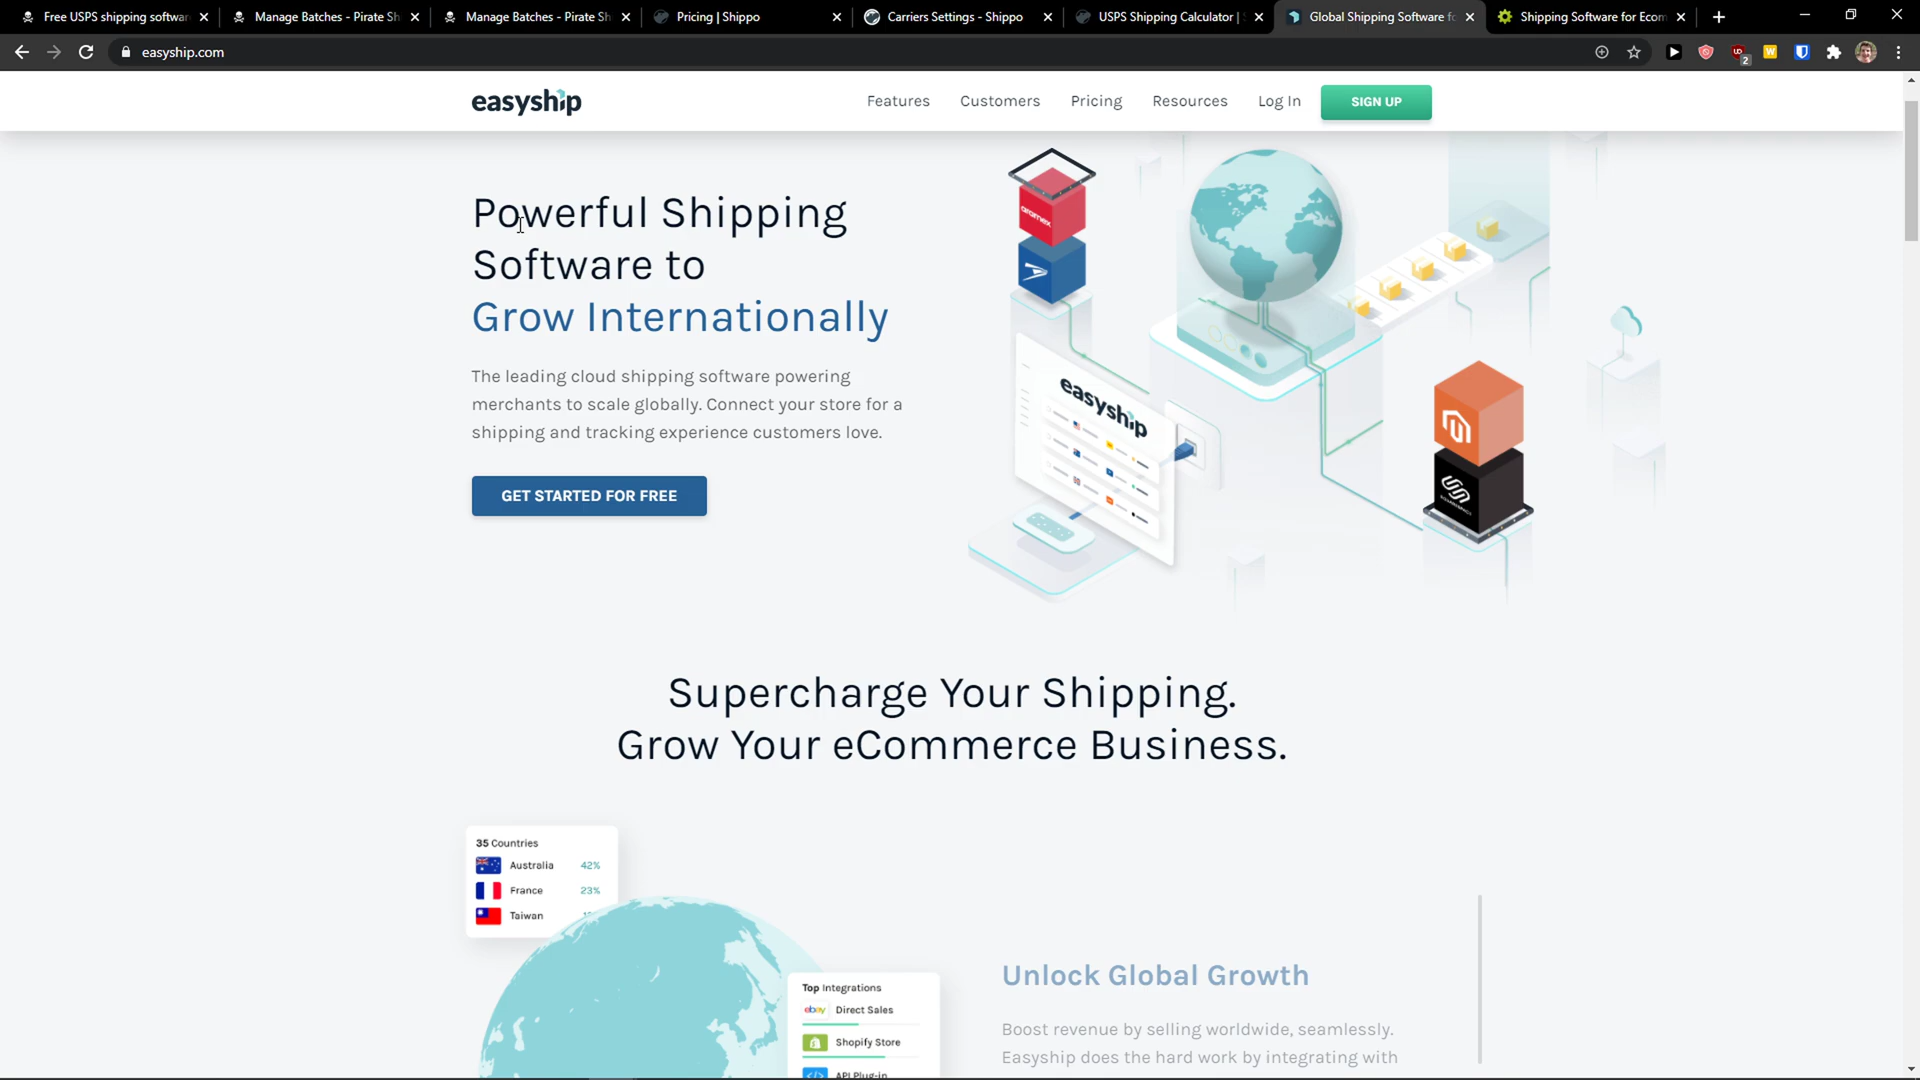 Free USPS shipping softwar
Manage Batches - Pirate Sh
Manage Batches - Pirate Sh
Pricing | Shippo
Carriers Settings - Shippo
USPS Shipping Calculator |
Global Shipping Software fo
Shipping Software for Ecom
easyship.com
2
easyship
Features
Customers
Pricing
Resources
Log In
SIGN UP
Powerful Shipping
Software to
Grow Internationally
The leading cloud shipping software powering
merchants to scale globally. Connect your store for a
shipping and tracking experience customers love.
GET STARTED FOR FREE
aramex
easyship
SQUARESPACE
Supercharge Your Shipping.
Grow Your eCommerce Business.
35 Countries
Australia 42%
France 23%
Taiwan
Top Integrations
ebay Direct Sales
Shopify Store
</> API Plug-in
Unlock Global Growth
Boost revenue by selling worldwide, seamlessly.
Easyship does the hard work by integrating with